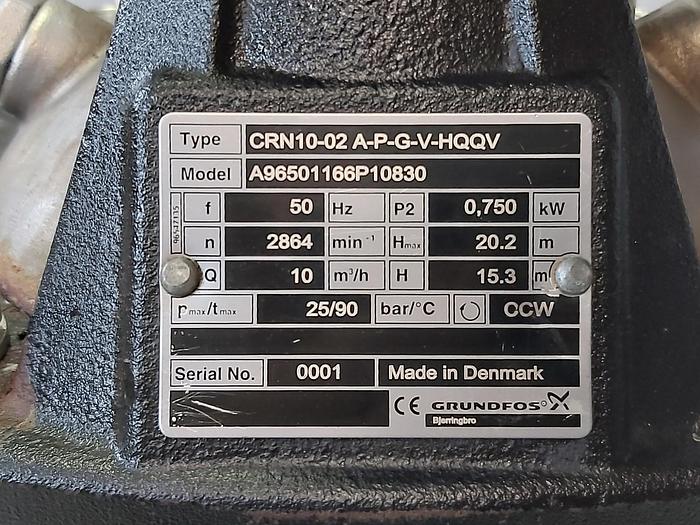 Type CRN10-02 A-P-G-V-HQQV
Model A96501166P10830
f 50 Hz P2 0,750 kW
n 2864 min⁻¹ Hmax 20.2 m
Q 10 m³/h H 15.3 m
pmax/tmax 25/90 bar/°C CCW
Serial No. 0001 Made in Denmark
CE GRUNDFOS
Bjerringbro